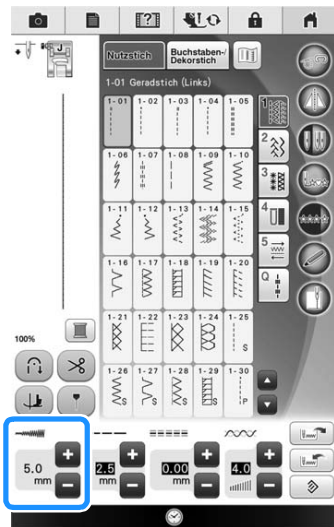 J
Nutzstich
Buchstaben-/
Dekorstich
1-01 Geradstich (Links)
1-01 1-02 1-03 1-04 1-05
1
1-06 1-07 1-08 1-09 1-10
2
3
1-11 1-12 1-13 1-14 1-15
4
1-16 1-17 1-18 1-19 1-20
5
Q
1-21 1-22 1-23 1-24 1-25
S
100%
1-26 1-27 1-28 1-29 1-30
S S S S P
+ + + +
5.0 2.5 0.00 4.0
mm mm mm
- - - -